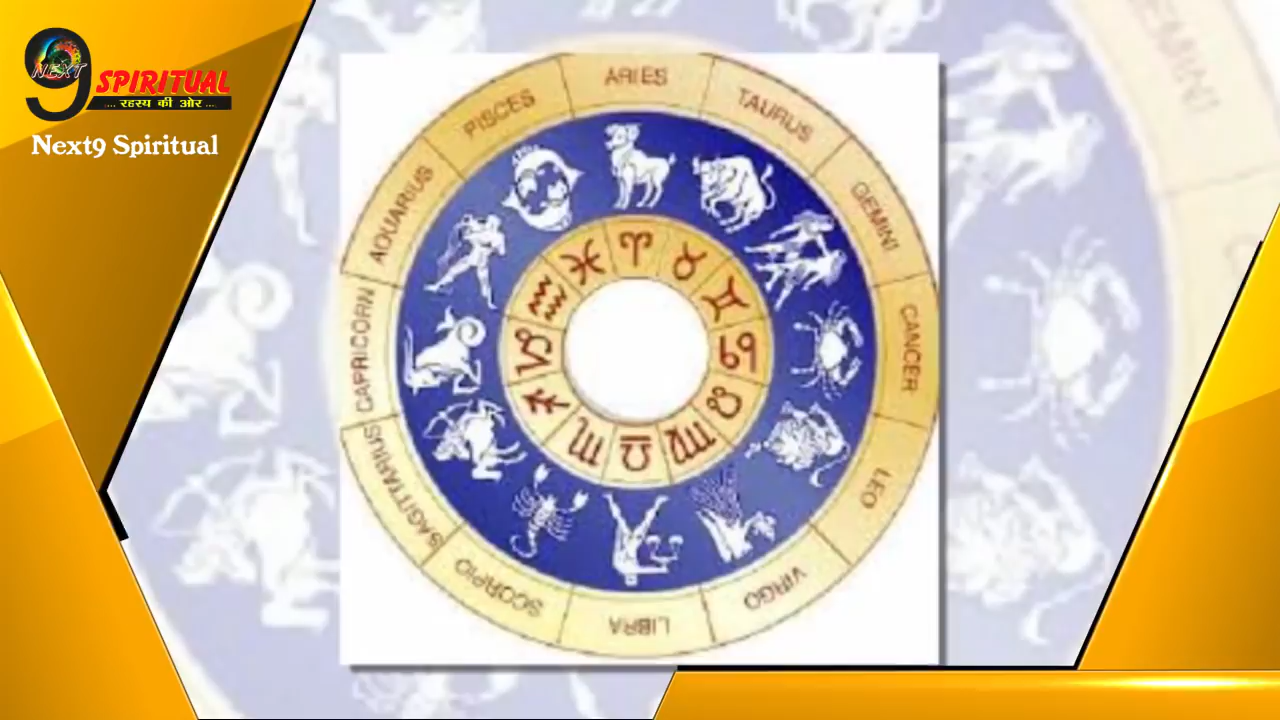 9
NEXT
SPIRITUAL
... रहस्य की ओर ...
Next9 Spiritual
ARIES
TAURUS
GEMINI
CANCER
LEO
VIRGO
LIBRA
SCORPIO
SAGITTARIUS
CAPRICORN
AQUARIUS
PISCES
GEMINI